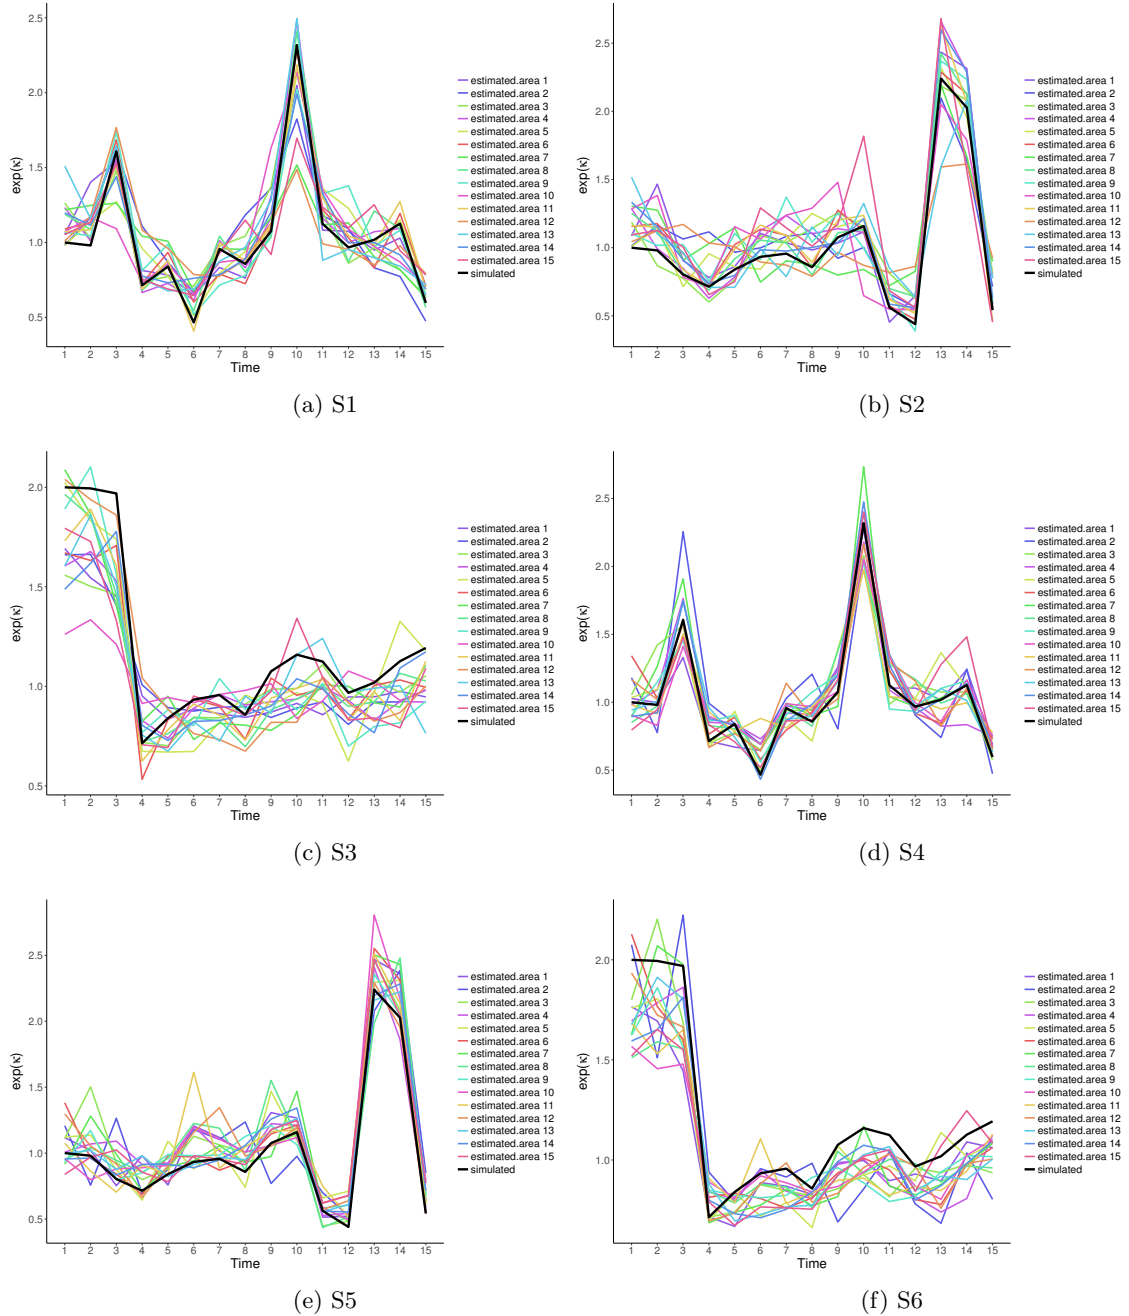 2.5
2.0
1.5
1.0
0.5
exp(κ)
1 2 3 4 5 6 7 8 9 10 11 12 13 14 15
Time
estimated.area 1
estimated.area 2
estimated.area 3
estimated.area 4
estimated.area 5
estimated.area 6
estimated.area 7
estimated.area 8
estimated.area 9
estimated.area 10
estimated.area 11
estimated.area 12
estimated.area 13
estimated.area 14
estimated.area 15
simulated
(a) S1
2.5
2.0
1.5
1.0
0.5
exp(κ)
1 2 3 4 5 6 7 8 9 10 11 12 13 14 15
Time
estimated.area 1
estimated.area 2
estimated.area 3
estimated.area 4
estimated.area 5
estimated.area 6
estimated.area 7
estimated.area 8
estimated.area 9
estimated.area 10
estimated.area 11
estimated.area 12
estimated.area 13
estimated.area 14
estimated.area 15
simulated
(b) S2
2.0
1.5
1.0
0.5
exp(κ)
1 2 3 4 5 6 7 8 9 10 11 12 13 14 15
Time
estimated.area 1
estimated.area 2
estimated.area 3
estimated.area 4
estimated.area 5
estimated.area 6
estimated.area 7
estimated.area 8
estimated.area 9
estimated.area 10
estimated.area 11
estimated.area 12
estimated.area 13
estimated.area 14
estimated.area 15
simulated
(c) S3
2.5
2.0
1.5
1.0
0.5
exp(κ)
1 2 3 4 5 6 7 8 9 10 11 12 13 14 15
Time
estimated.area 1
estimated.area 2
estimated.area 3
estimated.area 4
estimated.area 5
estimated.area 6
estimated.area 7
estimated.area 8
estimated.area 9
estimated.area 10
estimated.area 11
estimated.area 12
estimated.area 13
estimated.area 14
estimated.area 15
simulated
(d) S4
2.5
2.0
1.5
1.0
0.5
exp(κ)
1 2 3 4 5 6 7 8 9 10 11 12 13 14 15
Time
estimated.area 1
estimated.area 2
estimated.area 3
estimated.area 4
estimated.area 5
estimated.area 6
estimated.area 7
estimated.area 8
estimated.area 9
estimated.area 10
estimated.area 11
estimated.area 12
estimated.area 13
estimated.area 14
estimated.area 15
simulated
(e) S5
2.0
1.5
1.0
exp(κ)
1 2 3 4 5 6 7 8 9 10 11 12 13 14 15
Time
estimated.area 1
estimated.area 2
estimated.area 3
estimated.area 4
estimated.area 5
estimated.area 6
estimated.area 7
estimated.area 8
estimated.area 9
estimated.area 10
estimated.area 11
estimated.area 12
estimated.area 13
estimated.area 14
estimated.area 15
simulated
(f) S6